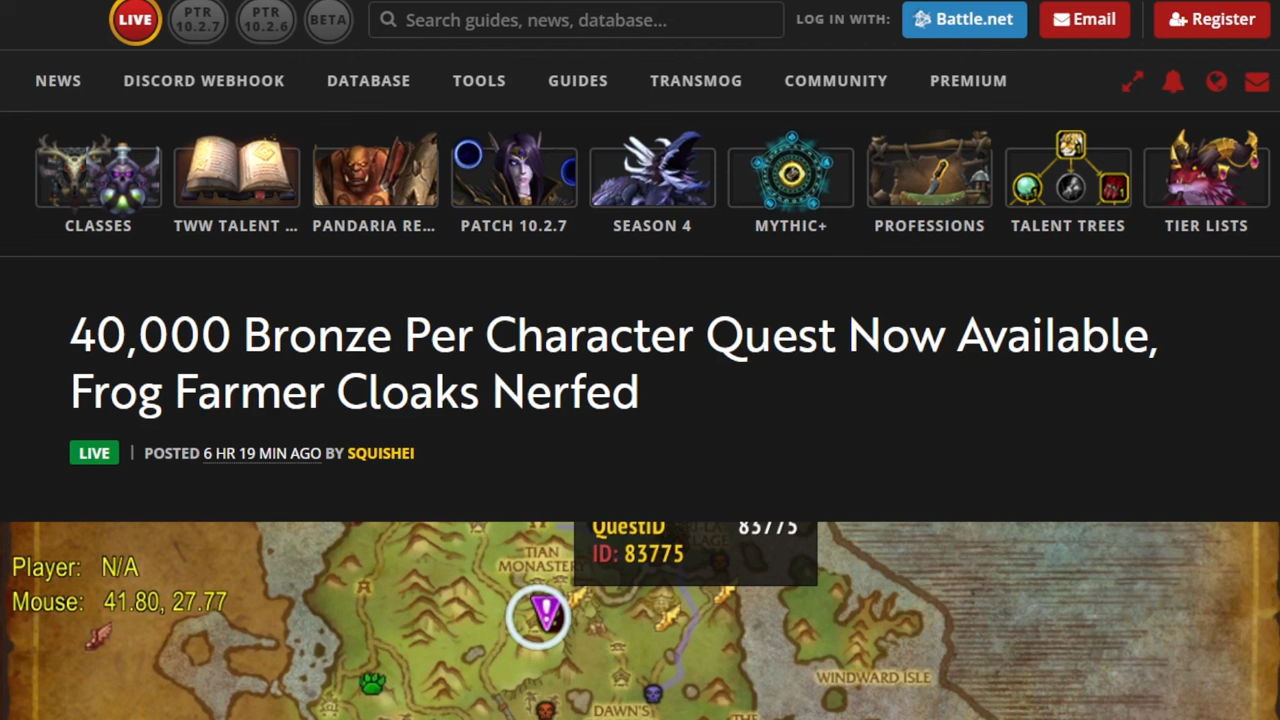 LIVE
PTR 10.2.7
PTR 10.2.6
BETA
Search guides, news, database...
LOG IN WITH:
Battle.net
Email
Register
NEWS DISCORD WEBHOOK DATABASE TOOLS GUIDES TRANSMOG COMMUNITY PREMIUM
CLASSES TWW TALENT ... PANDARIA RE... PATCH 10.2.7 SEASON 4 MYTHIC+ PROFESSIONS TALENT TREES TIER LISTS
40,000 Bronze Per Character Quest Now Available,
Frog Farmer Cloaks Nerfed
LIVE | POSTED 6 HR 19 MIN AGO BY SQUISHEI
QuestID 83775
ID: 83775
TIAN
MONASTERY
Player: N/A
Mouse: 41.80, 27.77
WINDWARD ISLE
DAWN'S
THE